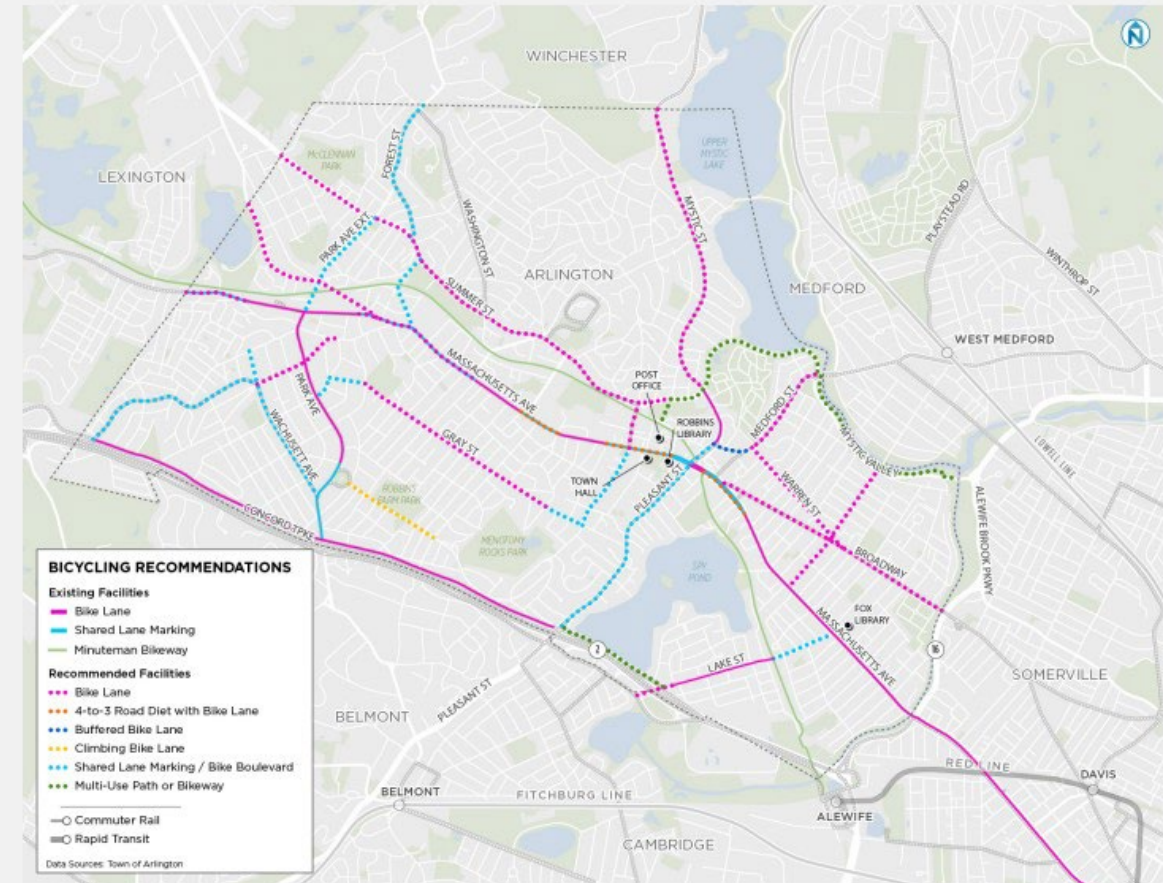 N
WINCHESTER
UPPER
MYSTIC
LAKE
McCLENNAN
PARK
FOREST ST
LEXINGTON
WASHINGTON ST
PLAYSTEAD RD
PARK AVE EXT.
MYSTIC ST
WINTHROP ST
ARLINGTON
MEDFORD
SUMMER ST
WEST MEDFORD
MASSACHUSETTS AVE
POST
OFFICE
PARK AVE
ROBBINS
LIBRARY
MEDFORD ST
WACHUSETT AVE
GRAY ST
MYSTIC VALLEY
LOWELL LINE
TOWN
HALL
PLEASANT ST
WARREN ST
ROBBINS
FARM PARK
ALEWIFE BROOK PKWY
CONCORD TPKE
MENOTOMY
ROCKS PARK
BROADWAY
SPY
POND
FOX
LIBRARY
MASSACHUSETTS AVE
2
16
LAKE ST
SOMERVILLE
PLEASANT ST
BELMONT
RED LINE
DAVIS
BELMONT
FITCHBURG LINE
ALEWIFE
CAMBRIDGE
BICYCLING RECOMMENDATIONS
Existing Facilities
Bike Lane
Shared Lane Marking
Minuteman Bikeway
Recommended Facilities
Bike Lane
4-to-3 Road Diet with Bike Lane
Buffered Bike Lane
Climbing Bike Lane
Shared Lane Marking / Bike Boulevard
Multi-Use Path or Bikeway
Commuter Rail
Rapid Transit
Data Sources: Town of Arlington